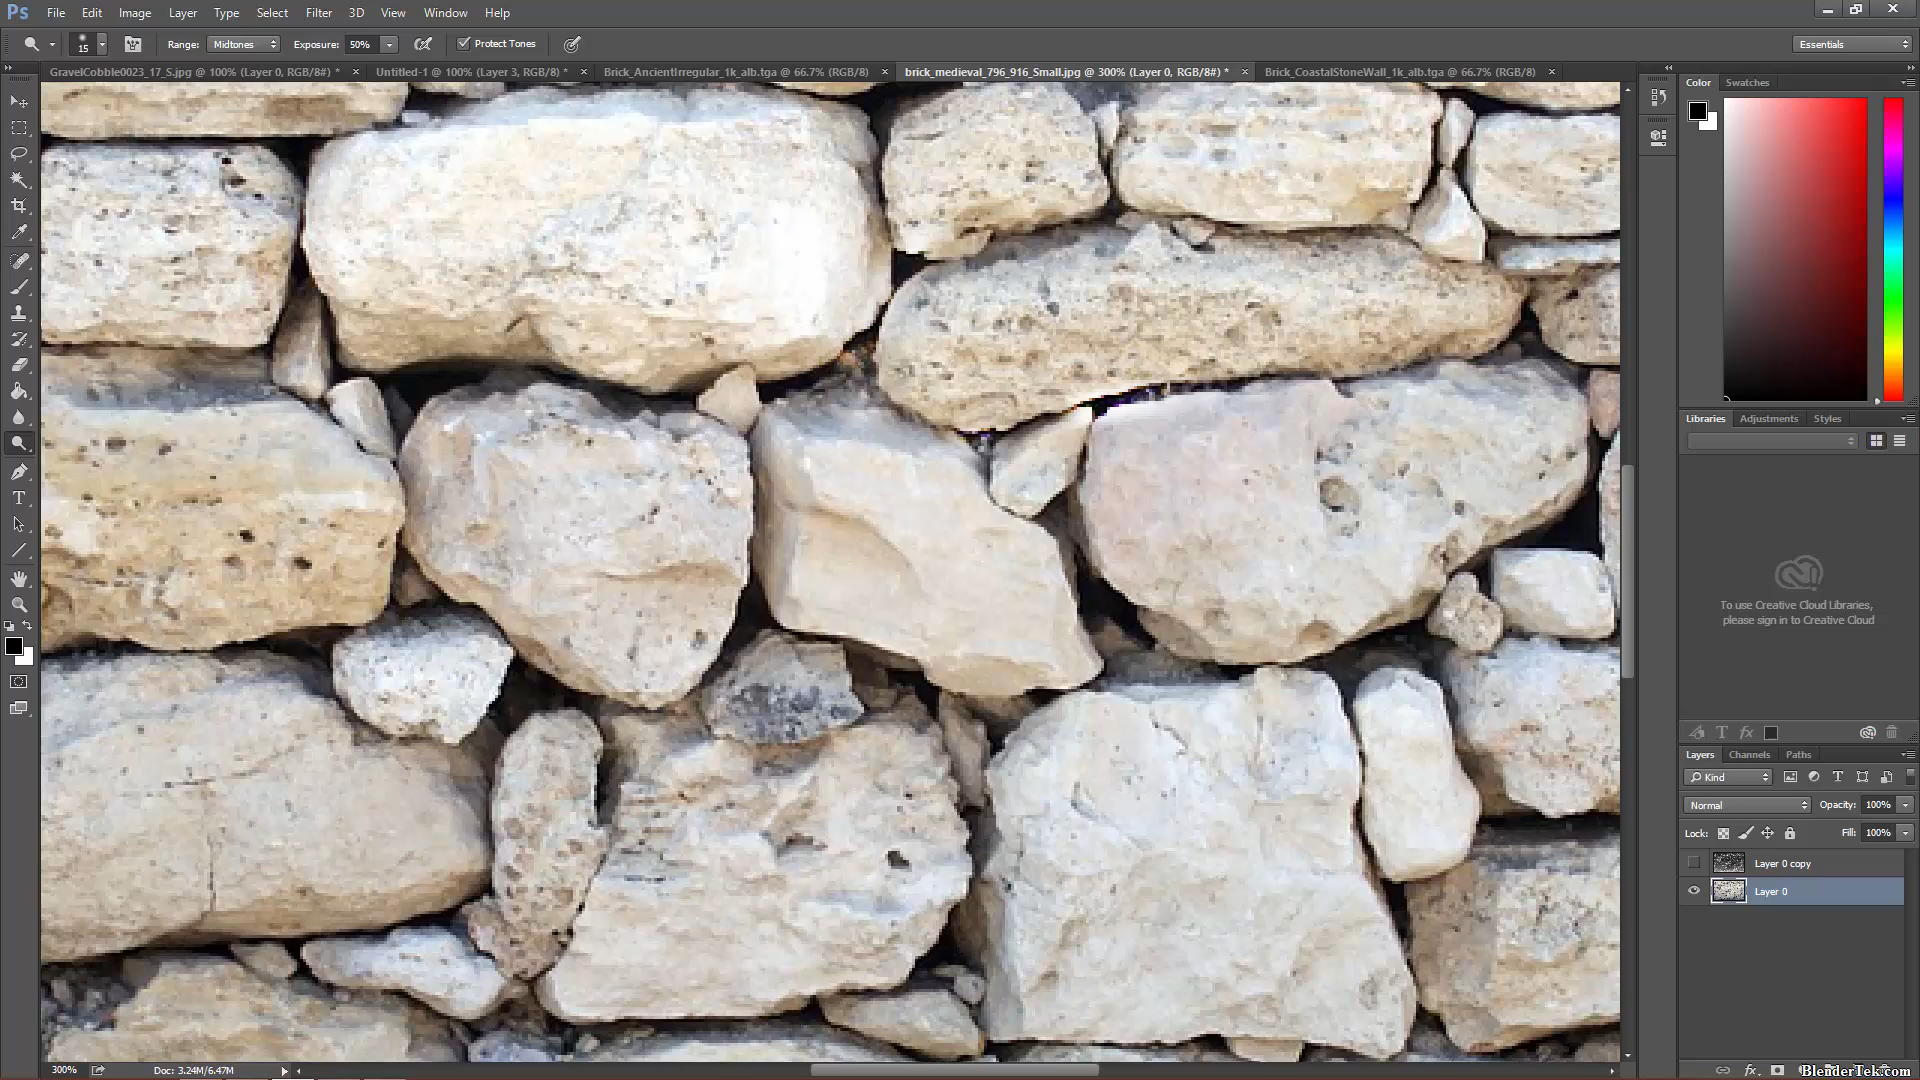 Ps File Edit Image Layer Type Select Filter 3D View Window Help
15 Range: Midtones Exposure: 50% Protect Tones Essentials
GravelCobble0023_17_S.jpg @ 100% (Layer 0, RGB/8#) * × Untitled-1 @ 100% (Layer 3, RGB/8) * × Brick_AncientIrregular_1k_alb.tga @ 66.7% (RGB/8) × brick_medieval_796_916_Small.jpg @ 300% (Layer 0, RGB/8#) * × Brick_CoastalStoneWall_1k_alb.tga @ 66.7% (RGB/8) ×
Color Swatches
Libraries Adjustments Styles
To use Creative Cloud Libraries,
please sign in to Creative Cloud
Layers Channels Paths
Kind
Normal Opacity: 100%
Lock: Fill: 100%
Layer 0 copy
Layer 0
300% Doc: 3.24M/6.47M
BlenderTek.com